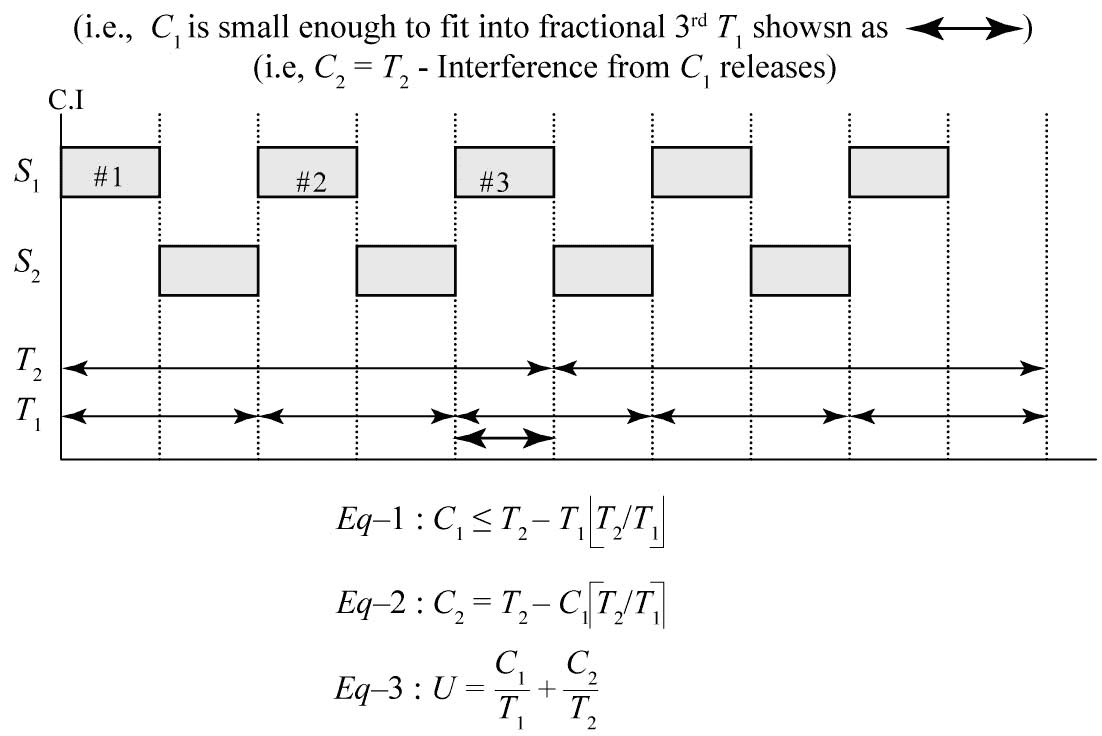 (i.e., C₁ is small enough to fit into fractional 3ʳᵈ T₁ showsn as )
(i.e, C₂ = T₂ - Interference from C₁ releases)
C.I
S₁ #1 #2 #3
S₂
T₂
T₁
Eq–1 : C₁ ≤ T₂ – T₁⌊T₂/T₁⌋
Eq–2 : C₂ = T₂ – C₁⌈T₂/T₁⌉
Eq–3 : U = C₁/T₁ + C₂/T₂